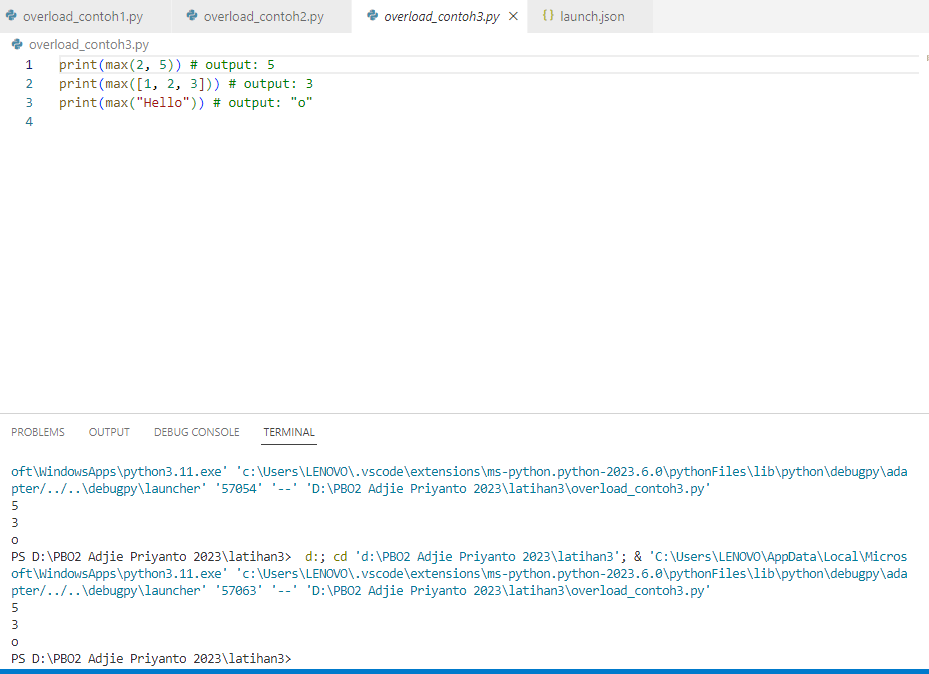 overload_contoh1.py overload_contoh2.py overload_contoh3.py {} launch.json
overload_contoh3.py
1 print(max(2, 5)) # output: 5
2 print(max([1, 2, 3])) # output: 3
3 print(max("Hello")) # output: "o"
4
PROBLEMS OUTPUT DEBUG CONSOLE TERMINAL
oft\WindowsApps\python3.11.exe' 'c:\Users\LENOVO\.vscode\extensions\ms-python.python-2023.6.0\pythonFiles\lib\python\debugpy\ada
pter/../..\debugpy\launcher' '57054' '--' 'D:\PBO2 Adjie Priyanto 2023\latihan3\overload_contoh3.py'
5
3
o
PS D:\PBO2 Adjie Priyanto 2023\latihan3>  d:; cd 'd:\PBO2 Adjie Priyanto 2023\latihan3'; & 'C:\Users\LENOVO\AppData\Local\Micros
oft\WindowsApps\python3.11.exe' 'c:\Users\LENOVO\.vscode\extensions\ms-python.python-2023.6.0\pythonFiles\lib\python\debugpy\ada
pter/../..\debugpy\launcher' '57063' '--' 'D:\PBO2 Adjie Priyanto 2023\latihan3\overload_contoh3.py'
5
3
o
PS D:\PBO2 Adjie Priyanto 2023\latihan3>